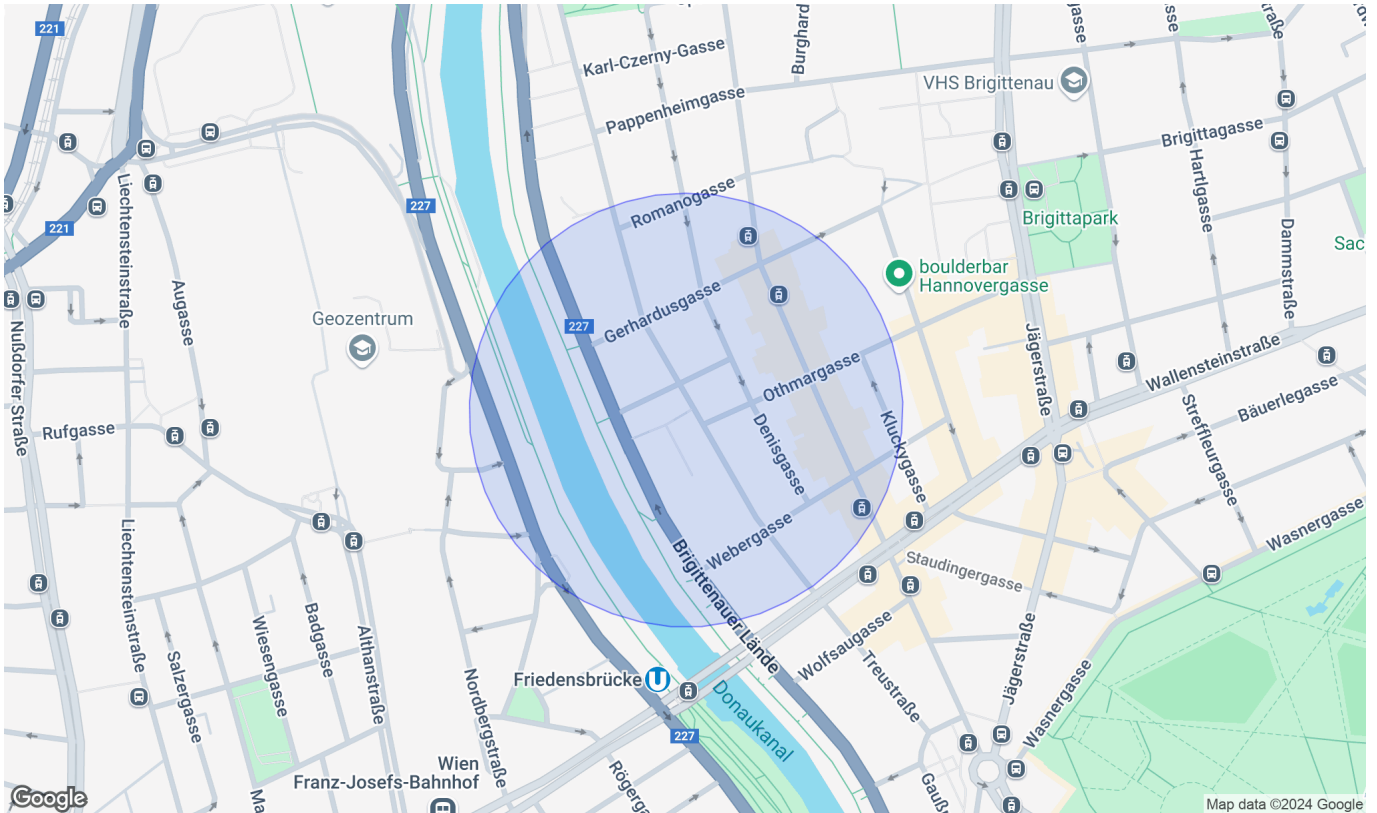 221
Karl-Czerny-Gasse
VHS Brigittenau
Pappenheimgasse
Brigittagasse
Hartlgasse
Liechtensteinstraße
Romanogasse
227
221
Brigittapark
Dammstraße
boulderbar
Hannovergasse
Augasse
Gerhardusgasse
Geozentrum
227
Nußdorfer Straße
Jägerstraße
Wallensteinstraße
Othmargasse
Bäuerlegasse
Streffleurgasse
Rufgasse
Denisgasse
Kluckygasse
Liechtensteinstraße
Webergasse
Wasnergasse
Staudingergasse
Brigittenauer Lände
Badgasse
Wiesengasse
Althanstraße
Salzergasse
Nordbergstraße
Wolfsaugasse
Treustraße
Jägerstraße
Wasnergasse
Friedensbrücke
Donaukanal
227
Wien
Franz-Josefs-Bahnhof
Google
Map data ©2024 Google